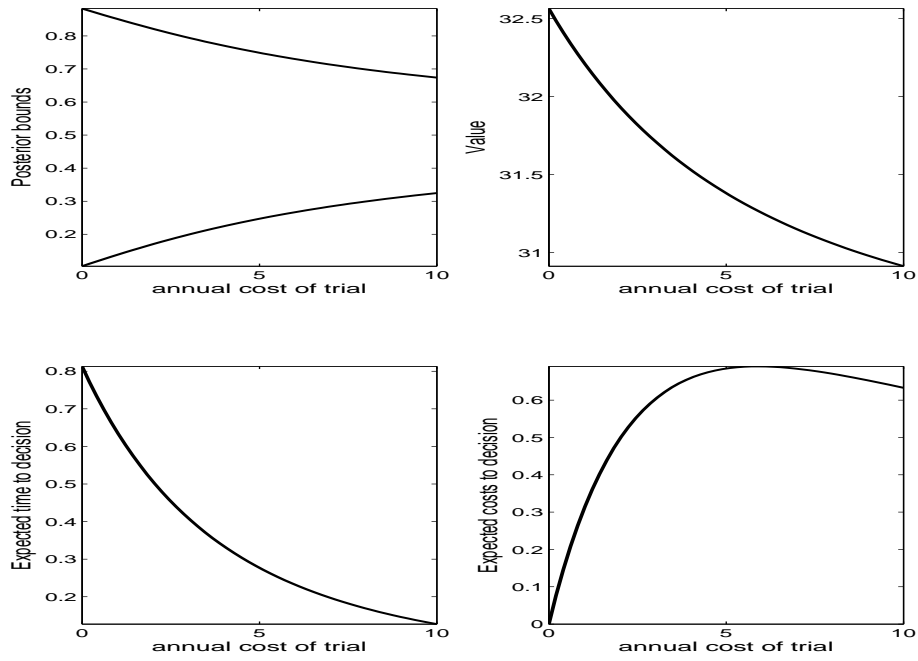 Posterior bounds
0.8
0.7
0.6
0.5
0.4
0.3
0.2
0 5 10
annual cost of trial
Value
32.5
32
31.5
31
0 5 10
annual cost of trial
Expected time to decision
0.8
0.7
0.6
0.5
0.4
0.3
0.2
0 5 10
annual cost of trial
Expected costs to decision
0.6
0.5
0.4
0.3
0.2
0.1
0
0 5 10
annual cost of trial